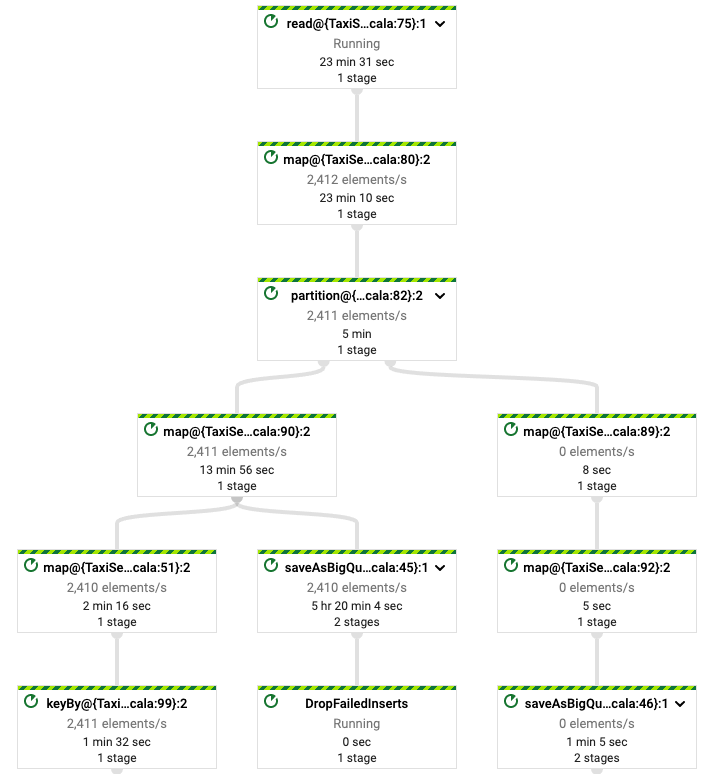 read@{TaxiS...cala:75}:1
Running
23 min 31 sec
1 stage
map@{TaxiSe...cala:80}:2
2,412 elements/s
23 min 10 sec
1 stage
partition@{...cala:82}:2
2,411 elements/s
5 min
1 stage
map@{TaxiSe...cala:90}:2
2,411 elements/s
13 min 56 sec
1 stage
map@{TaxiSe...cala:89}:2
0 elements/s
8 sec
1 stage
map@{TaxiSe...cala:51}:2
2,410 elements/s
2 min 16 sec
1 stage
saveAsBigQu...cala:45}:1
2,410 elements/s
5 hr 20 min 4 sec
2 stages
map@{TaxiSe...cala:92}:2
0 elements/s
5 sec
1 stage
keyBy@{Taxi...cala:99}:2
2,411 elements/s
1 min 32 sec
1 stage
DropFailedInserts
Running
0 sec
1 stage
saveAsBigQu...cala:46}:1
0 elements/s
1 min 5 sec
2 stages